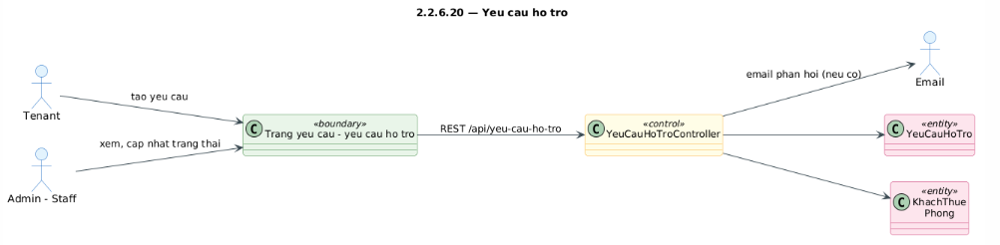 2.2.6.20 — Yeu cau ho tro
Tenant
tao yeu cau
Admin - Staff
xem, cap nhat trang thai
C
«boundary»
Trang yeu cau - yeu cau ho tro
REST /api/yeu-cau-ho-tro
C
«control»
YeuCauHoTroController
email phan hoi (neu co)
Email
C
«entity»
YeuCauHoTro
C
«entity»
KhachThue
Phong